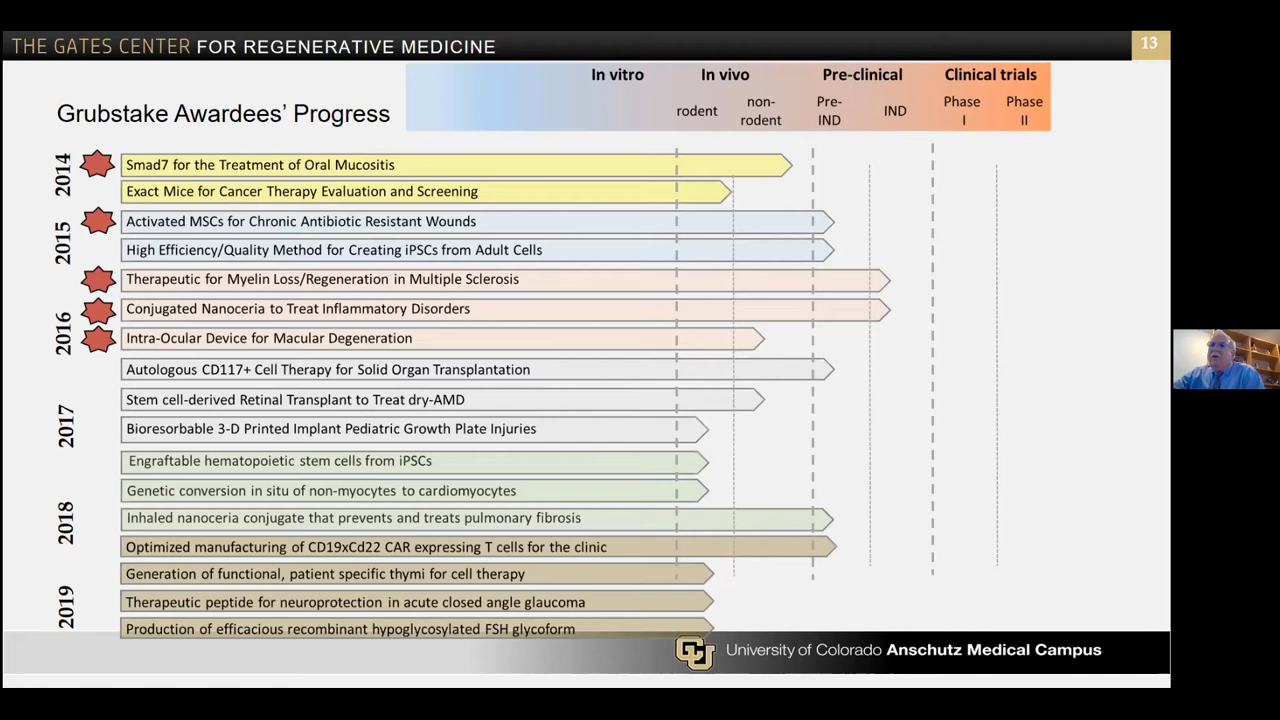 THE GATES CENTER FOR REGENERATIVE MEDICINE
13
Grubstake Awardees' Progress
In vitro
In vivo
Pre-clinical
Clinical trials
rodent
non-
rodent
Pre-
IND
IND
Phase
I
Phase
II
2014
Smad7 for the Treatment of Oral Mucositis
Exact Mice for Cancer Therapy Evaluation and Screening
2015
Activated MSCs for Chronic Antibiotic Resistant Wounds
High Efficiency/Quality Method for Creating iPSCs from Adult Cells
2016
Therapeutic for Myelin Loss/Regeneration in Multiple Sclerosis
Conjugated Nanoceria to Treat Inflammatory Disorders
Intra-Ocular Device for Macular Degeneration
2017
Autologous CD117+ Cell Therapy for Solid Organ Transplantation
Stem cell-derived Retinal Transplant to Treat dry-AMD
Bioresorbable 3-D Printed Implant Pediatric Growth Plate Injuries
2018
Engraftable hematopoietic stem cells from iPSCs
Genetic conversion in situ of non-myocytes to cardiomyocytes
Inhaled nanoceria conjugate that prevents and treats pulmonary fibrosis
2019
Optimized manufacturing of CD19xCd22 CAR expressing T cells for the clinic
Generation of functional, patient specific thymi for cell therapy
Therapeutic peptide for neuroprotection in acute closed angle glaucoma
Production of efficacious recombinant hypoglycosylated FSH glycoform
CU
University of Colorado Anschutz Medical Campus